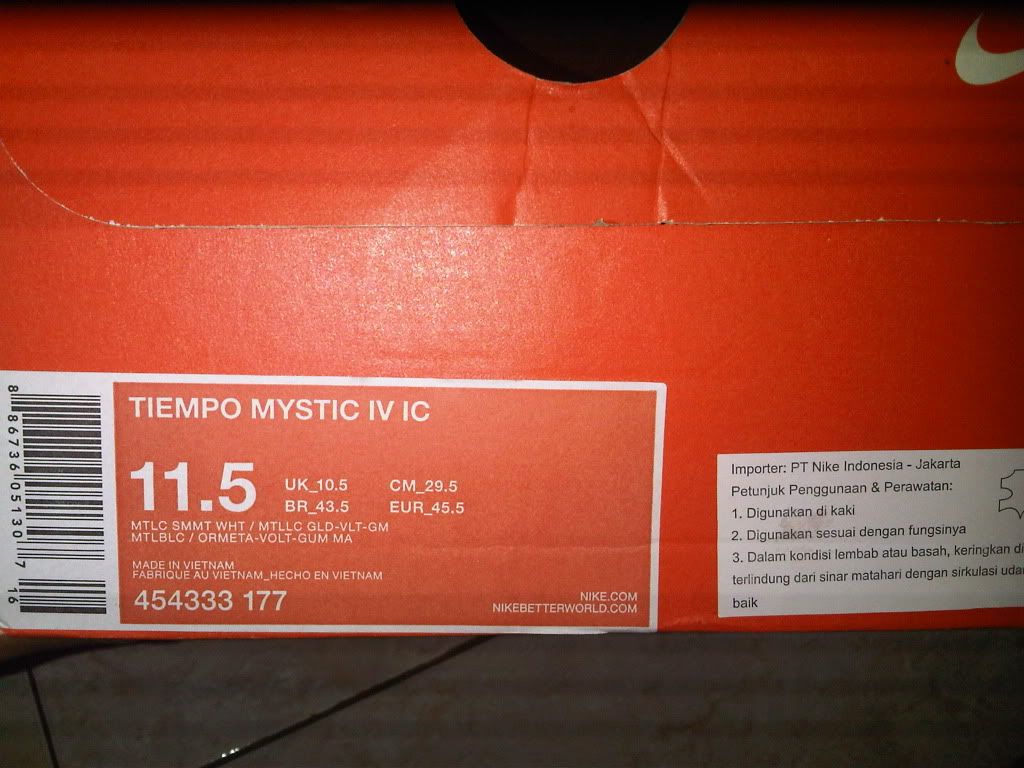 TIEMPO MYSTIC IV IC
11.5
UK_10.5 CM_29.5
BR_43.5 EUR_45.5
MTLC SMMT WHT / MTLLC GLD-VLT-GM
MTLBLC / ORMETA-VOLT-GUM MA
MADE IN VIETNAM
FABRIQUE AU VIETNAM_HECHO EN VIETNAM
454333 177
NIKE.COM
NIKEBETTERWORLD.COM
8 86736 05130 7
16
Importer: PT Nike Indonesia - Jakarta
Petunjuk Penggunaan & Perawatan:
1. Digunakan di kaki
2. Digunakan sesuai dengan fungsinya
3. Dalam kondisi lembab atau basah, keringkan di
terlindung dari sinar matahari dengan sirkulasi
baik